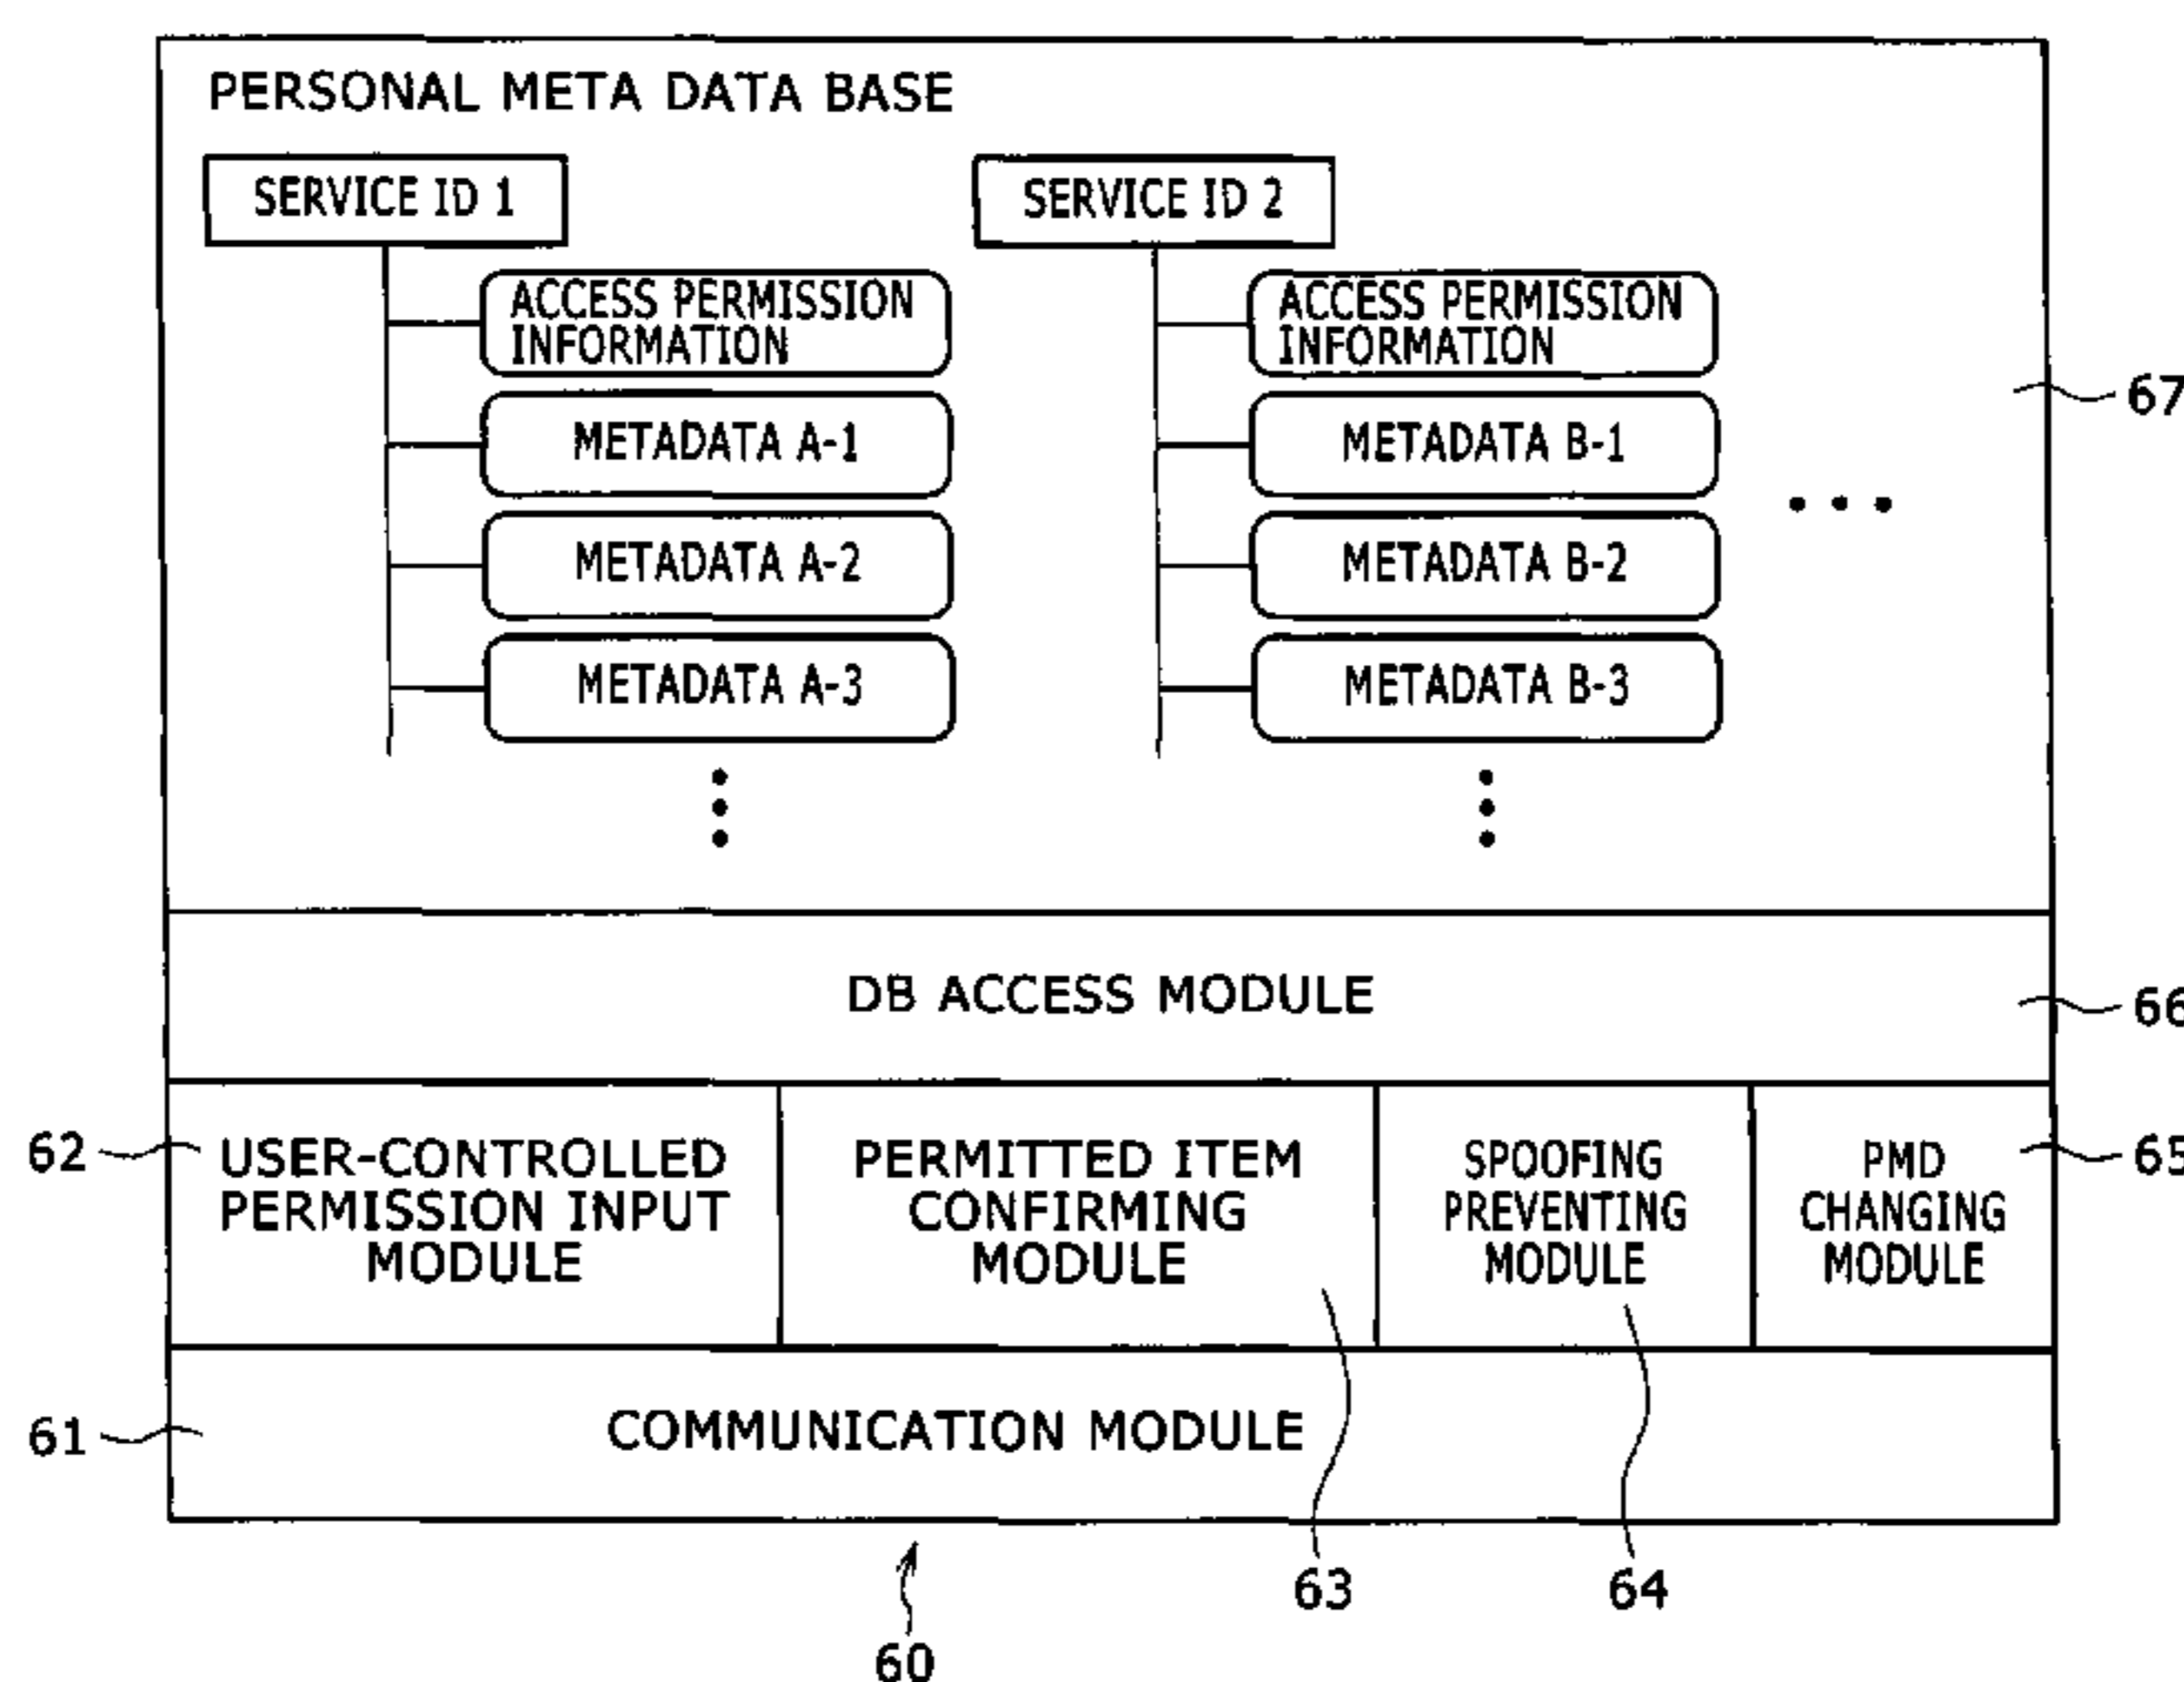 PERSONAL META DATA BASE
SERVICE ID 1
ACCESS PERMISSION
INFORMATION
METADATA A-1
METADATA A-2
METADATA A-3
SERVICE ID 2
ACCESS PERMISSION
INFORMATION
METADATA B-1
METADATA B-2
METADATA B-3
67
DB ACCESS MODULE
66
62
USER-CONTROLLED
PERMISSION INPUT
MODULE
PERMITTED ITEM
CONFIRMING
MODULE
SPOOFING
PREVENTING
MODULE
PMD
CHANGING
MODULE
65
61
COMMUNICATION MODULE
63
64
60